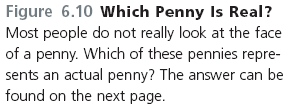 Figure 6.10 Which Penny Is Real?
Most people do not really look at the face
of a penny. Which of these pennies repre-
sents an actual penny? The answer can be
found on the next page.